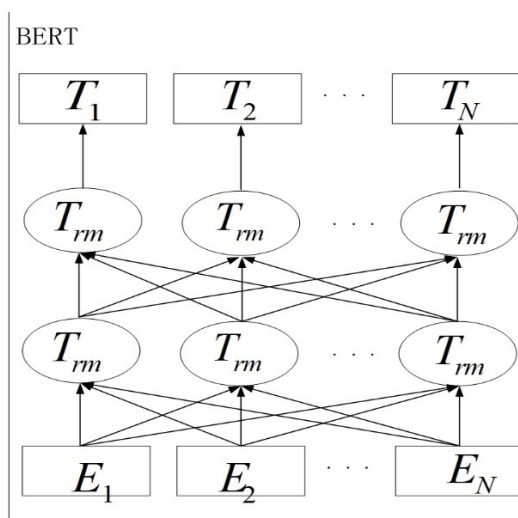 BERT
T1 T2 · · · TN
Trm Trm · · · Trm
Trm Trm · · · Trm
E1 E2 · · · EN